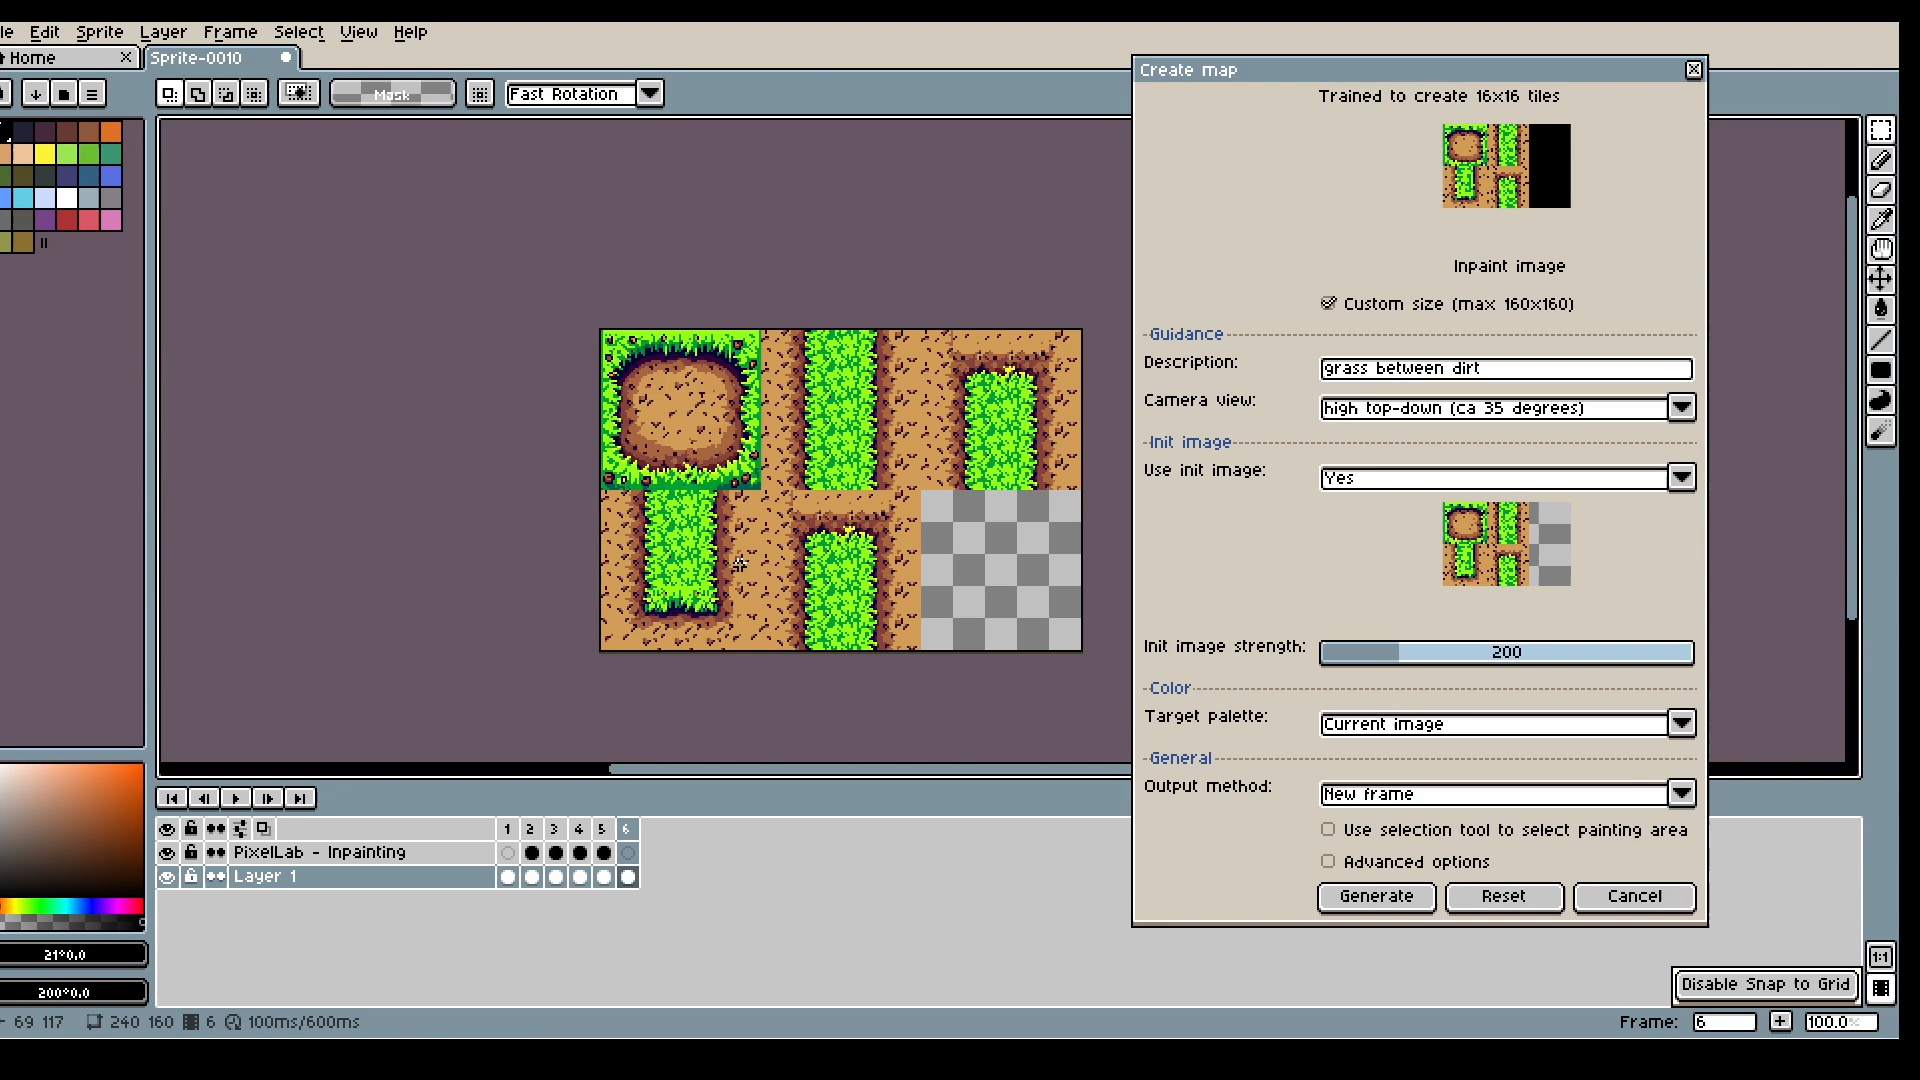 le Edit Sprite Layer Frame Select View Help
Home
Sprite-0010
Mask
Fast Rotation
Create map
Trained to create 16x16 tiles
Inpaint image
Custom size (max 160x160)
Guidance
Description:
grass between dirt
Camera view:
high top-down (ca 35 degrees)
Init image
Use init image:
Yes
Init image strength:
200
Color
Target palette:
Current image
General
Output method:
New frame
Use selection tool to select painting area
Advanced options
Generate
Reset
Cancel
1 2 3 4 5 6
PixelLab - Inpainting
Layer 1
21°0.0
200°0.0
1:1
Disable Snap to Grid
69 117 240 160 6 100ms/600ms
Frame: 6 + 100.0